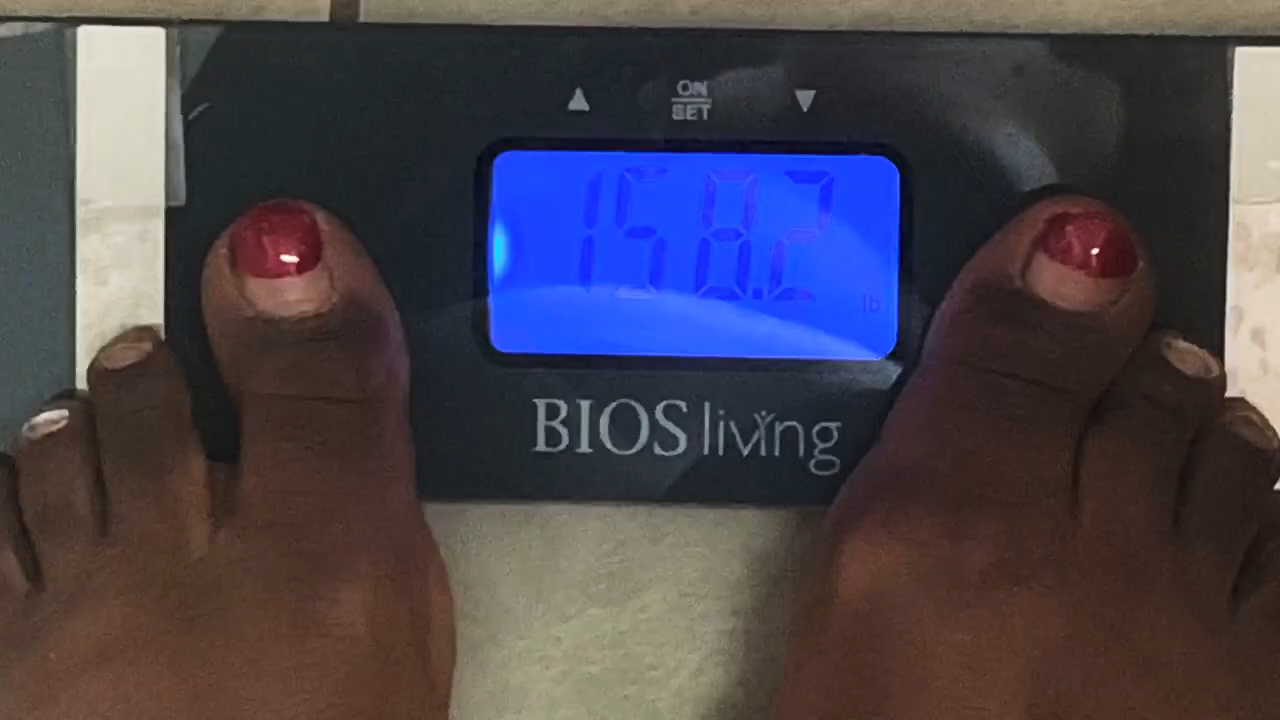 ▲ ON ▼
SET
158.2
lb
BIOS living